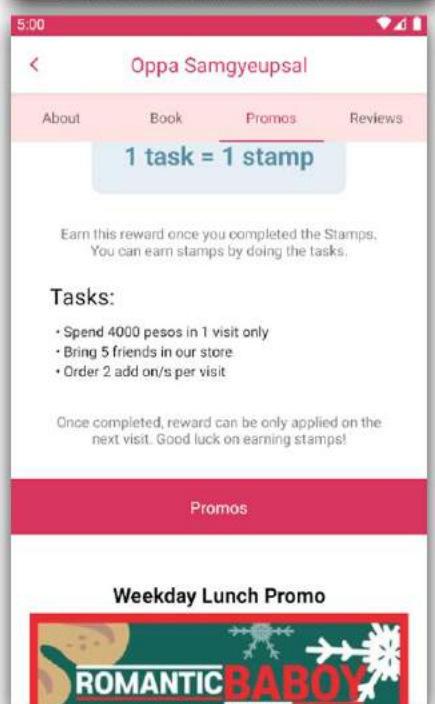 5:00
Oppa Samgyeupsal
About Book Promos Reviews
1 task = 1 stamp
Earn this reward once you completed the Stamps.
You can earn stamps by doing the tasks.
Tasks:
• Spend 4000 pesos in 1 visit only
• Bring 5 friends in our store
• Order 2 add on/s per visit
Once completed, reward can be only applied on the
next visit. Good luck on earning stamps!
Promos
Weekday Lunch Promo
ROMANTIC BABOY